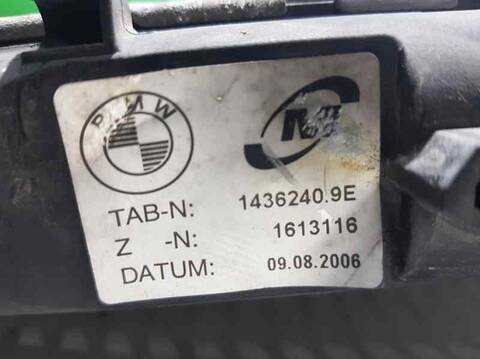 BMW
TAB-N: 1436240.9E
Z -N: 1613116
DATUM: 09.08.2006